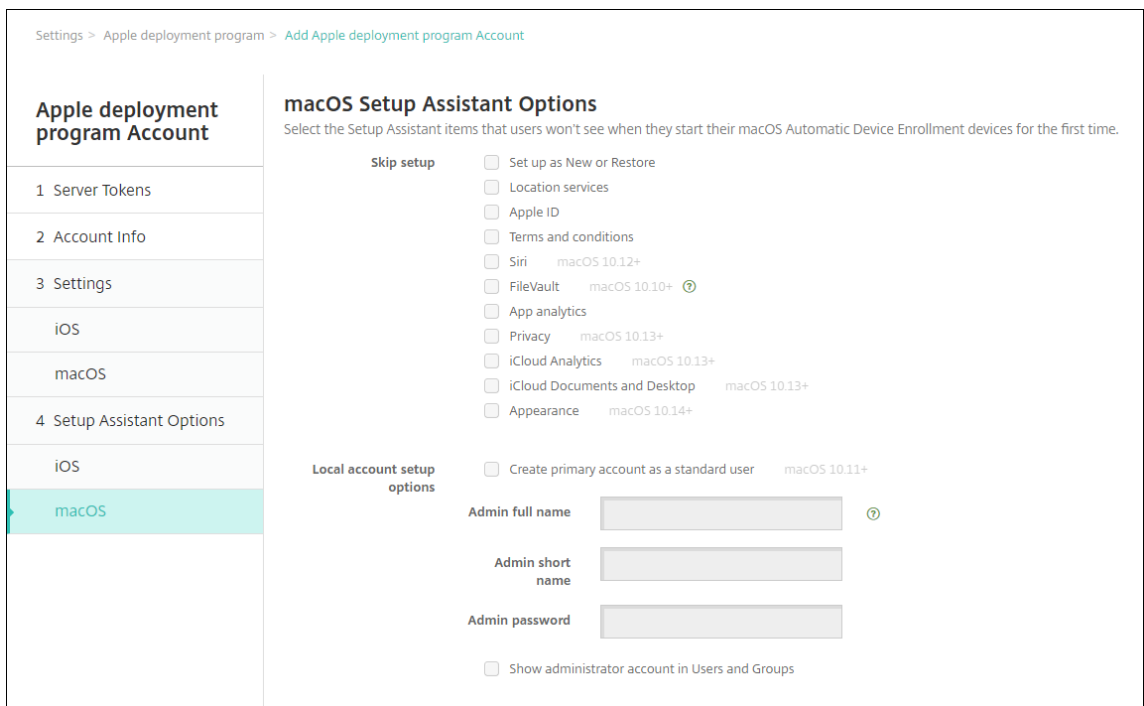 Settings > Apple deployment program > Add Apple deployment program Account
Apple deployment
program Account
1 Server Tokens
2 Account Info
3 Settings
iOS
macOS
4 Setup Assistant Options
iOS
macOS
macOS Setup Assistant Options
Select the Setup Assistant items that users won't see when they start their macOS Automatic Device Enrollment devices for the first time.
Skip setup
Set up as New or Restore
Location services
Apple ID
Terms and conditions
Siri macOS 10.12+
FileVault macOS 10.10+ ?
App analytics
Privacy macOS 10.13+
iCloud Analytics macOS 10.13+
iCloud Documents and Desktop macOS 10.13+
Appearance macOS 10.14+
Local account setup
options
Create primary account as a standard user macOS 10.11+
Admin full name ?
Admin short
name
Admin password
Show administrator account in Users and Groups